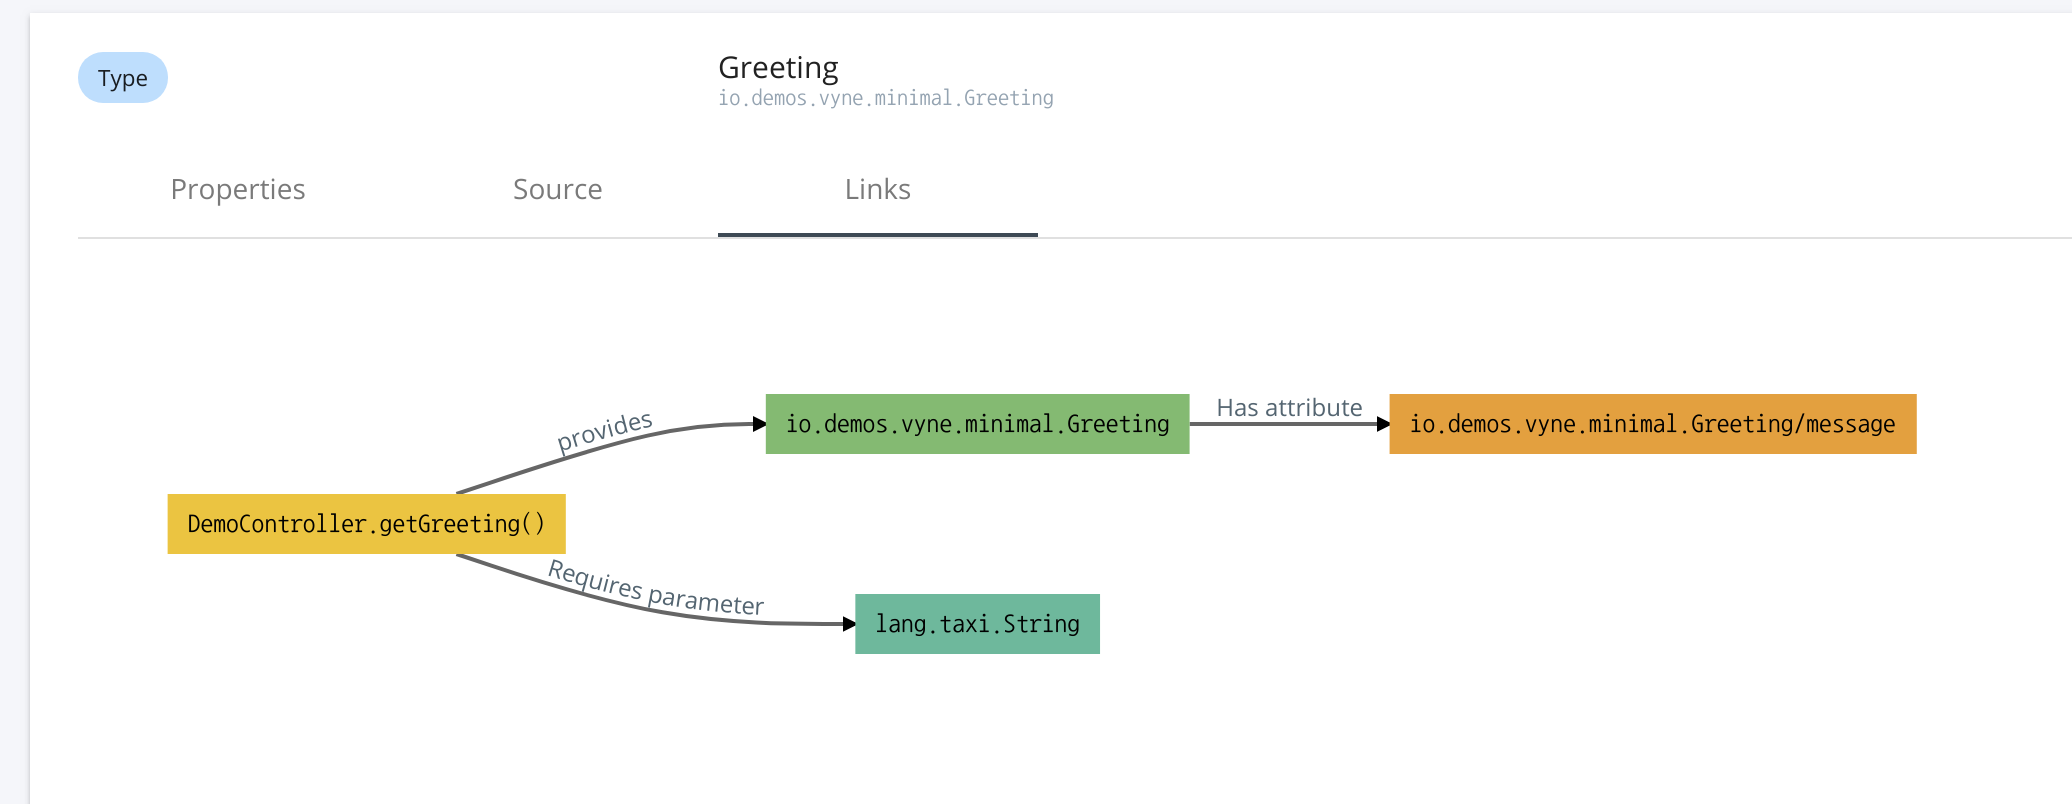 Type
Greeting
io.demos.vyne.minimal.Greeting
Properties
Source
Links
provides
io.demos.vyne.minimal.Greeting
Has attribute
io.demos.vyne.minimal.Greeting/message
DemoController.getGreeting()
Requires parameter
lang.taxi.String